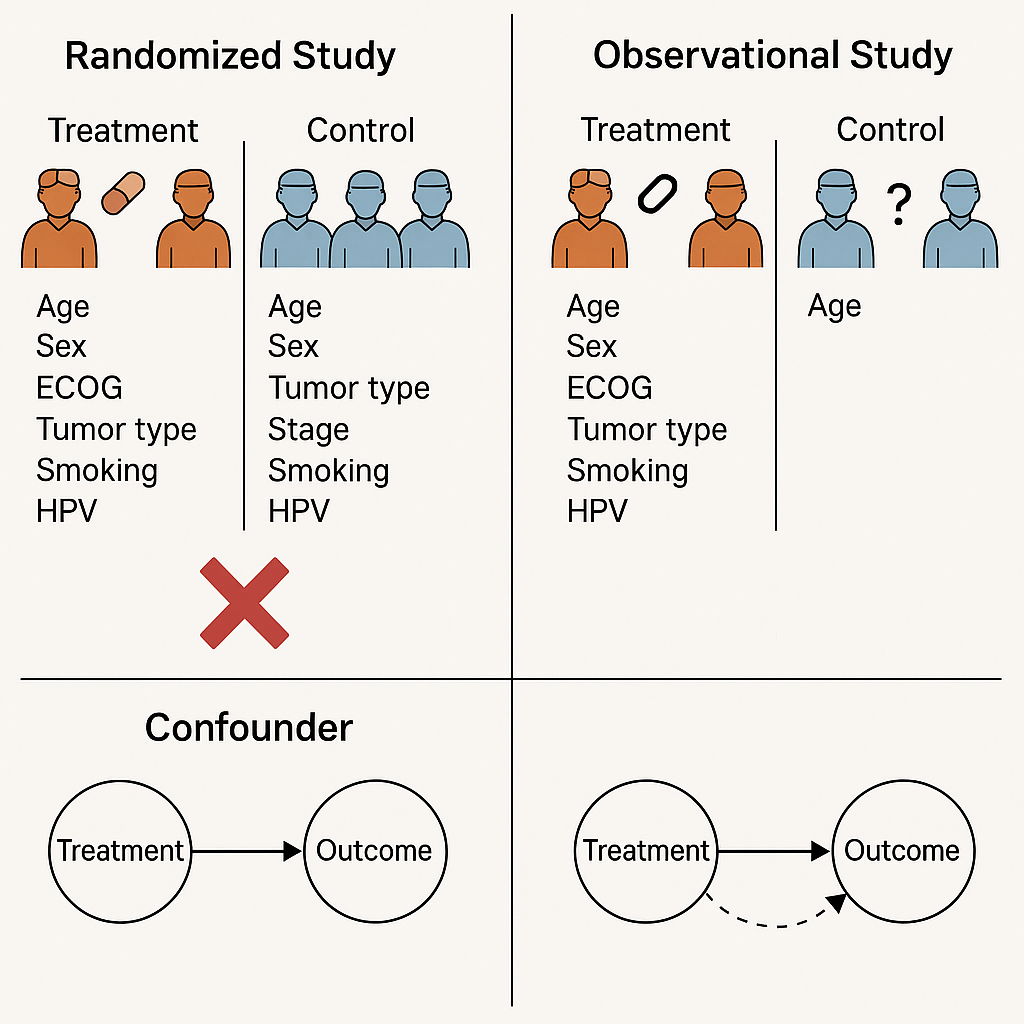 Randomized Study
Treatment
Control
Age
Sex
ECOG
Tumor type
Smoking
HPV
Age
Sex
Tumor type
Stage
Smoking
HPV
Observational Study
Treatment
Control
?
Age
Sex
ECOG
Tumor type
Smoking
HPV
Age
Confounder
Treatment
Outcome
Treatment
Outcome